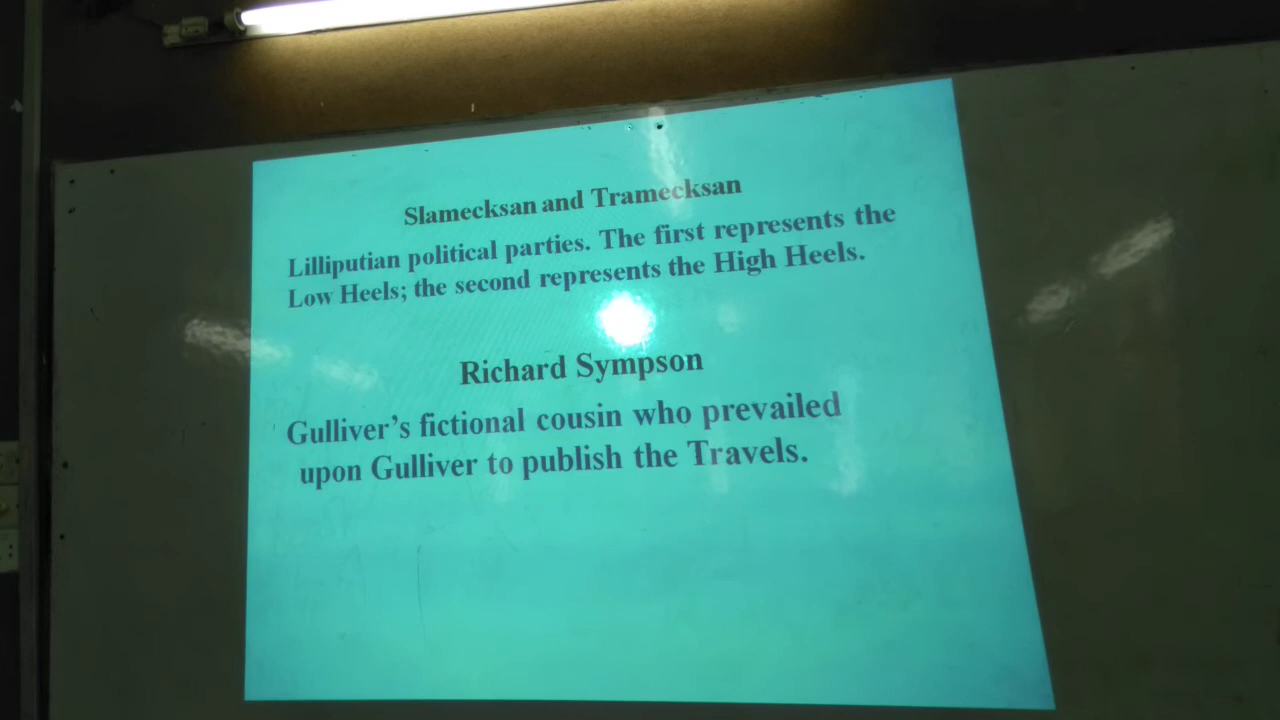 Slamecksan and Tramecksan
Lilliputian political parties. The first represents the
Low Heels; the second represents the High Heels.
Richard Sympson
Gulliver’s fictional cousin who prevailed
upon Gulliver to publish the Travels.